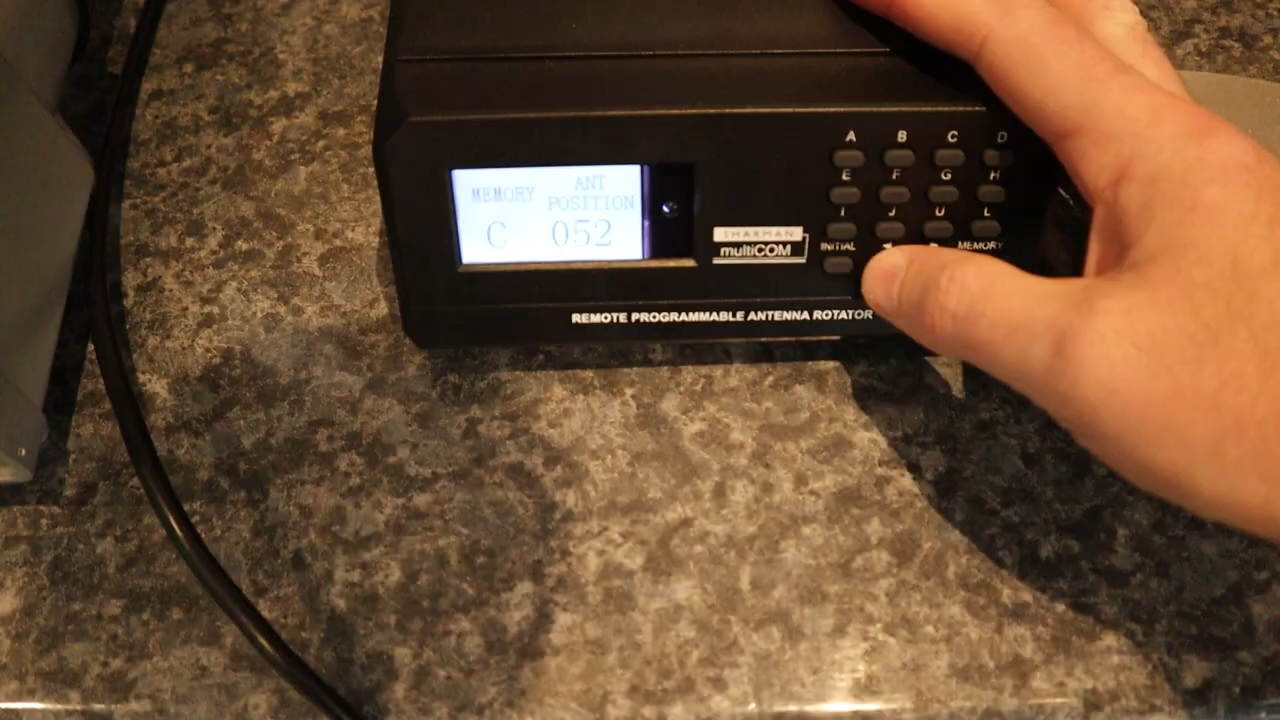 MEMORY
ANT
POSITION
C
052
SHARMAN
multiCOM
A B C D
E F G H
I J U L
INITIAL
MEMORY
REMOTE PROGRAMMABLE ANTENNA ROTATOR